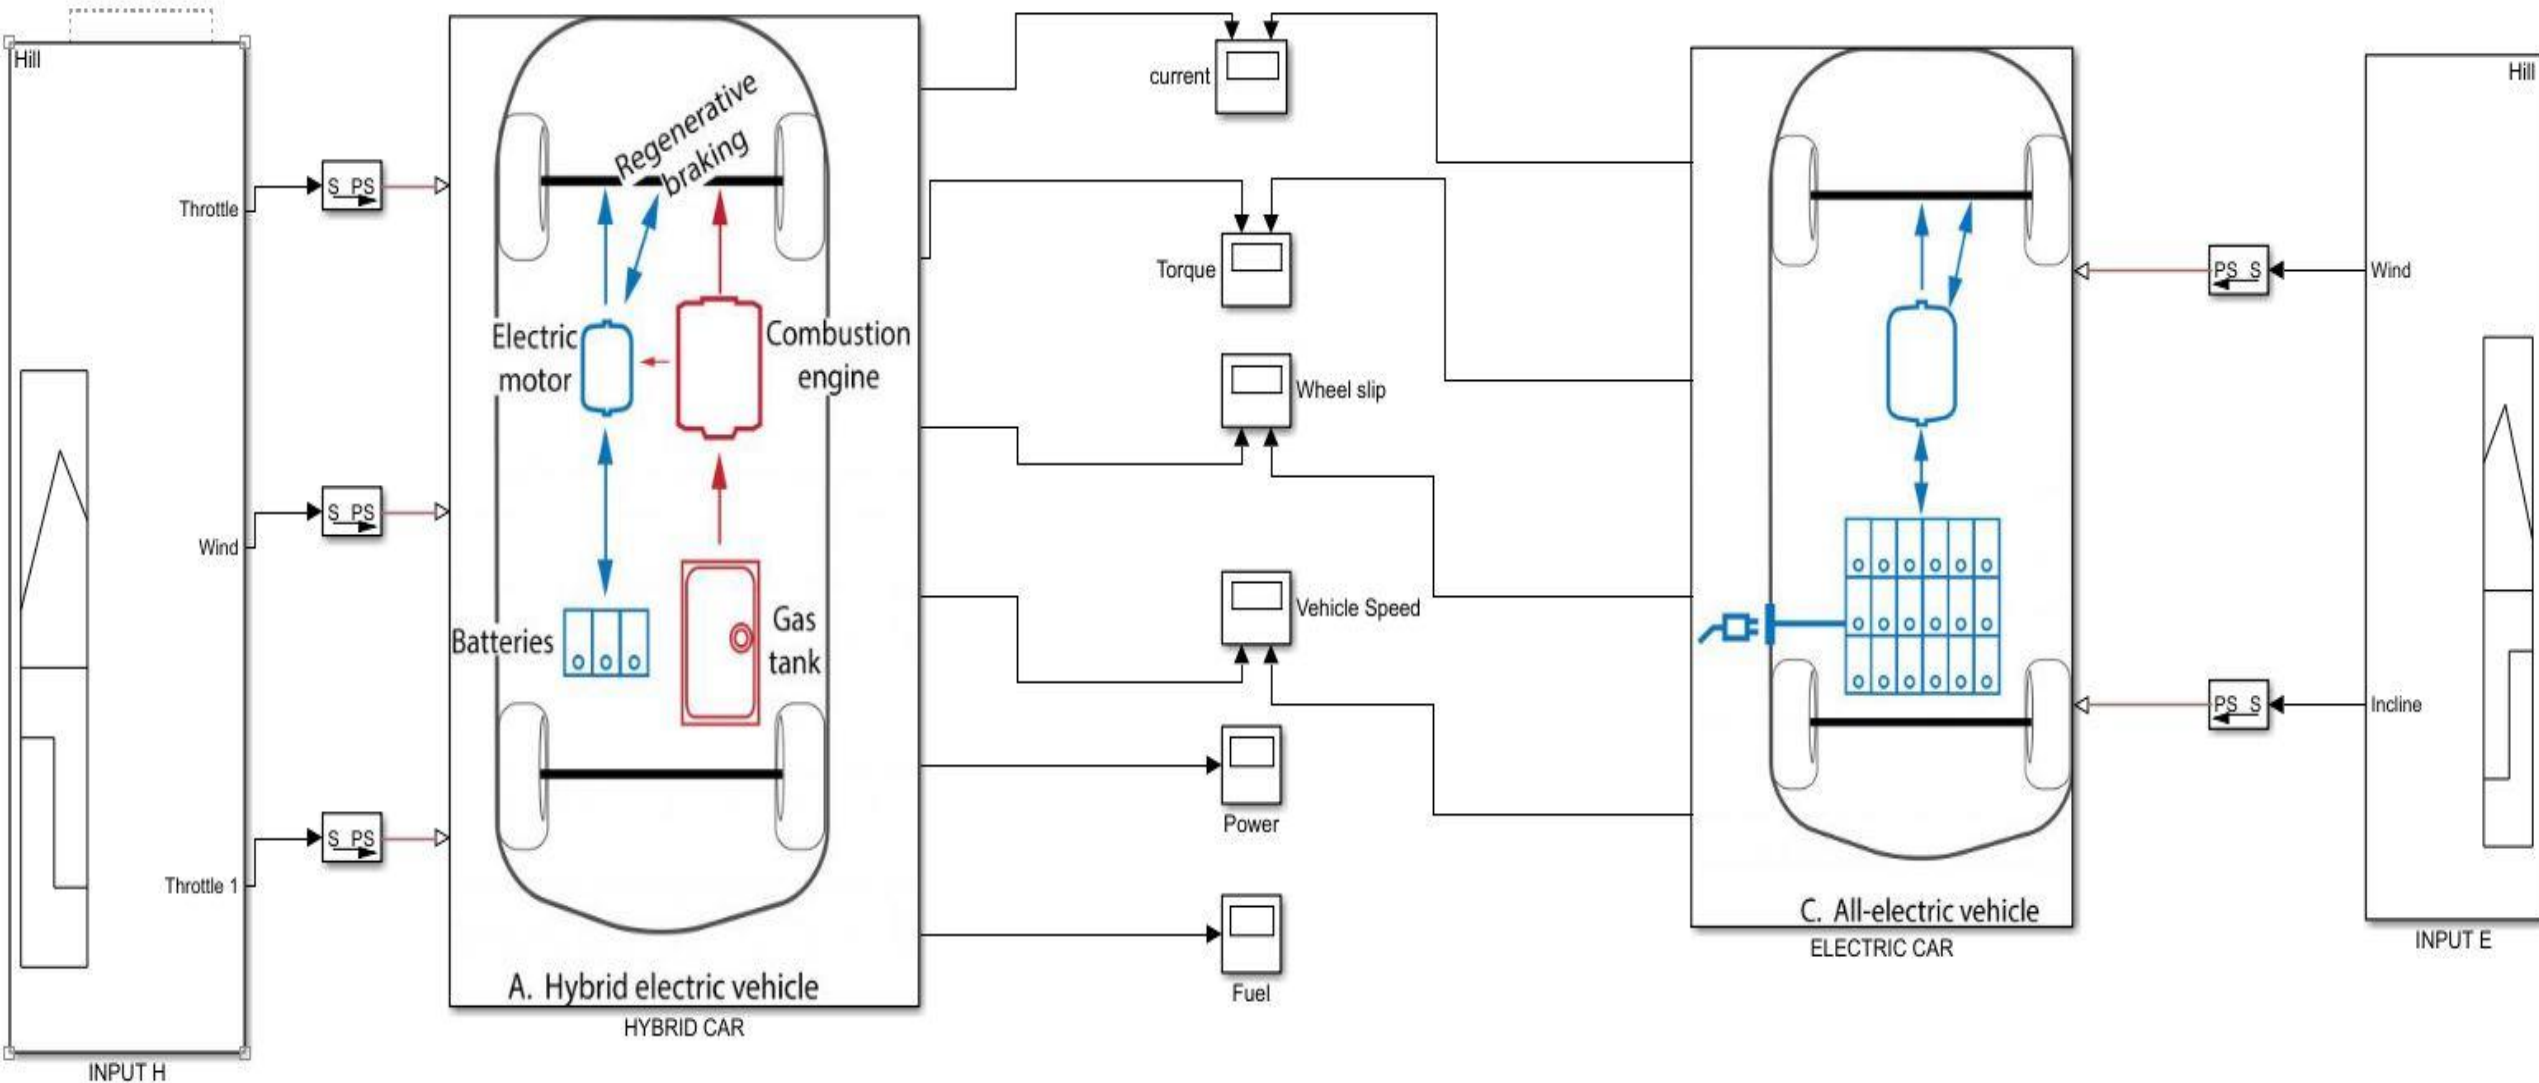 Hill
Throttle
Wind
Throttle 1
INPUT H
S PS
S PS
S PS
Regenerative
braking
Electric
motor
Combustion
engine
Batteries
Gas
tank
A. Hybrid electric vehicle
HYBRID CAR
current
Torque
Wheel slip
Vehicle Speed
Power
Fuel
C. All-electric vehicle
ELECTRIC CAR
PS S
PS S
Hill
Wind
Incline
INPUT E